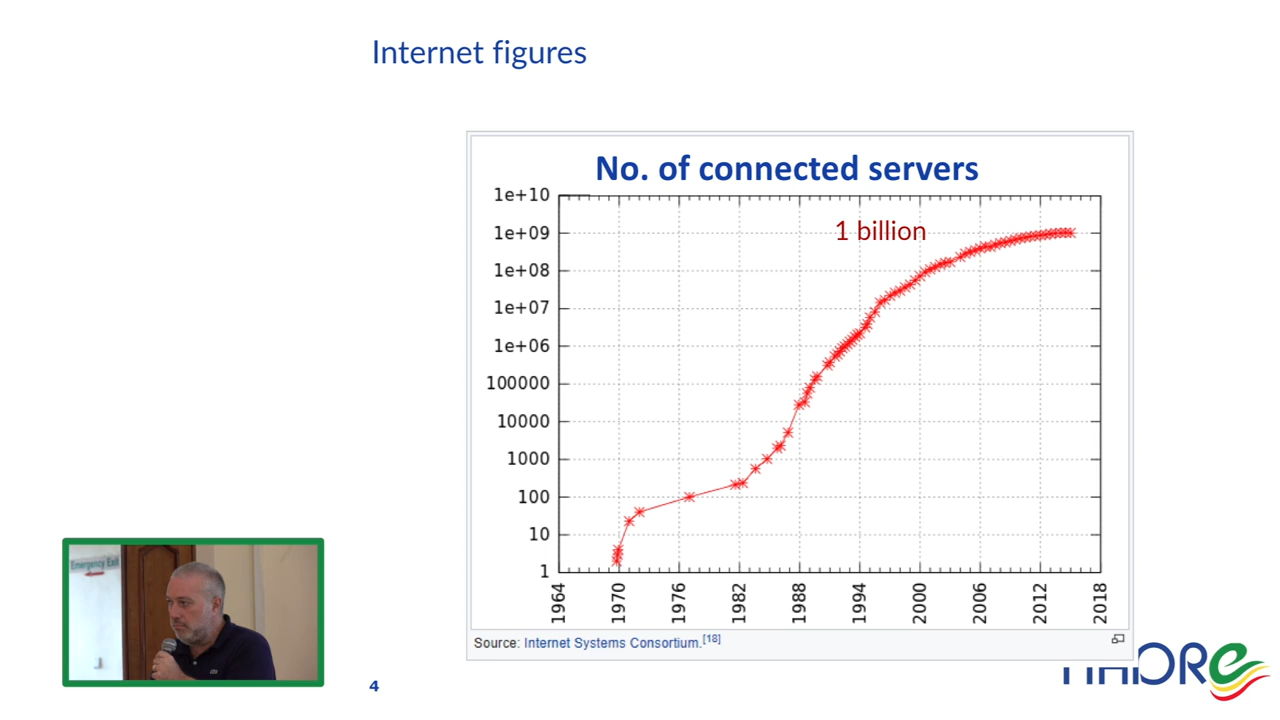 Internet figures
No. of connected servers
1e+10
1e+09
1 billion
1e+08
1e+07
1e+06
100000
10000
1000
100
10
1
1964 1970 1976 1982 1988 1994 2000 2006 2012 2018
Source: Internet Systems Consortium.[18]
Emergency Exit
4